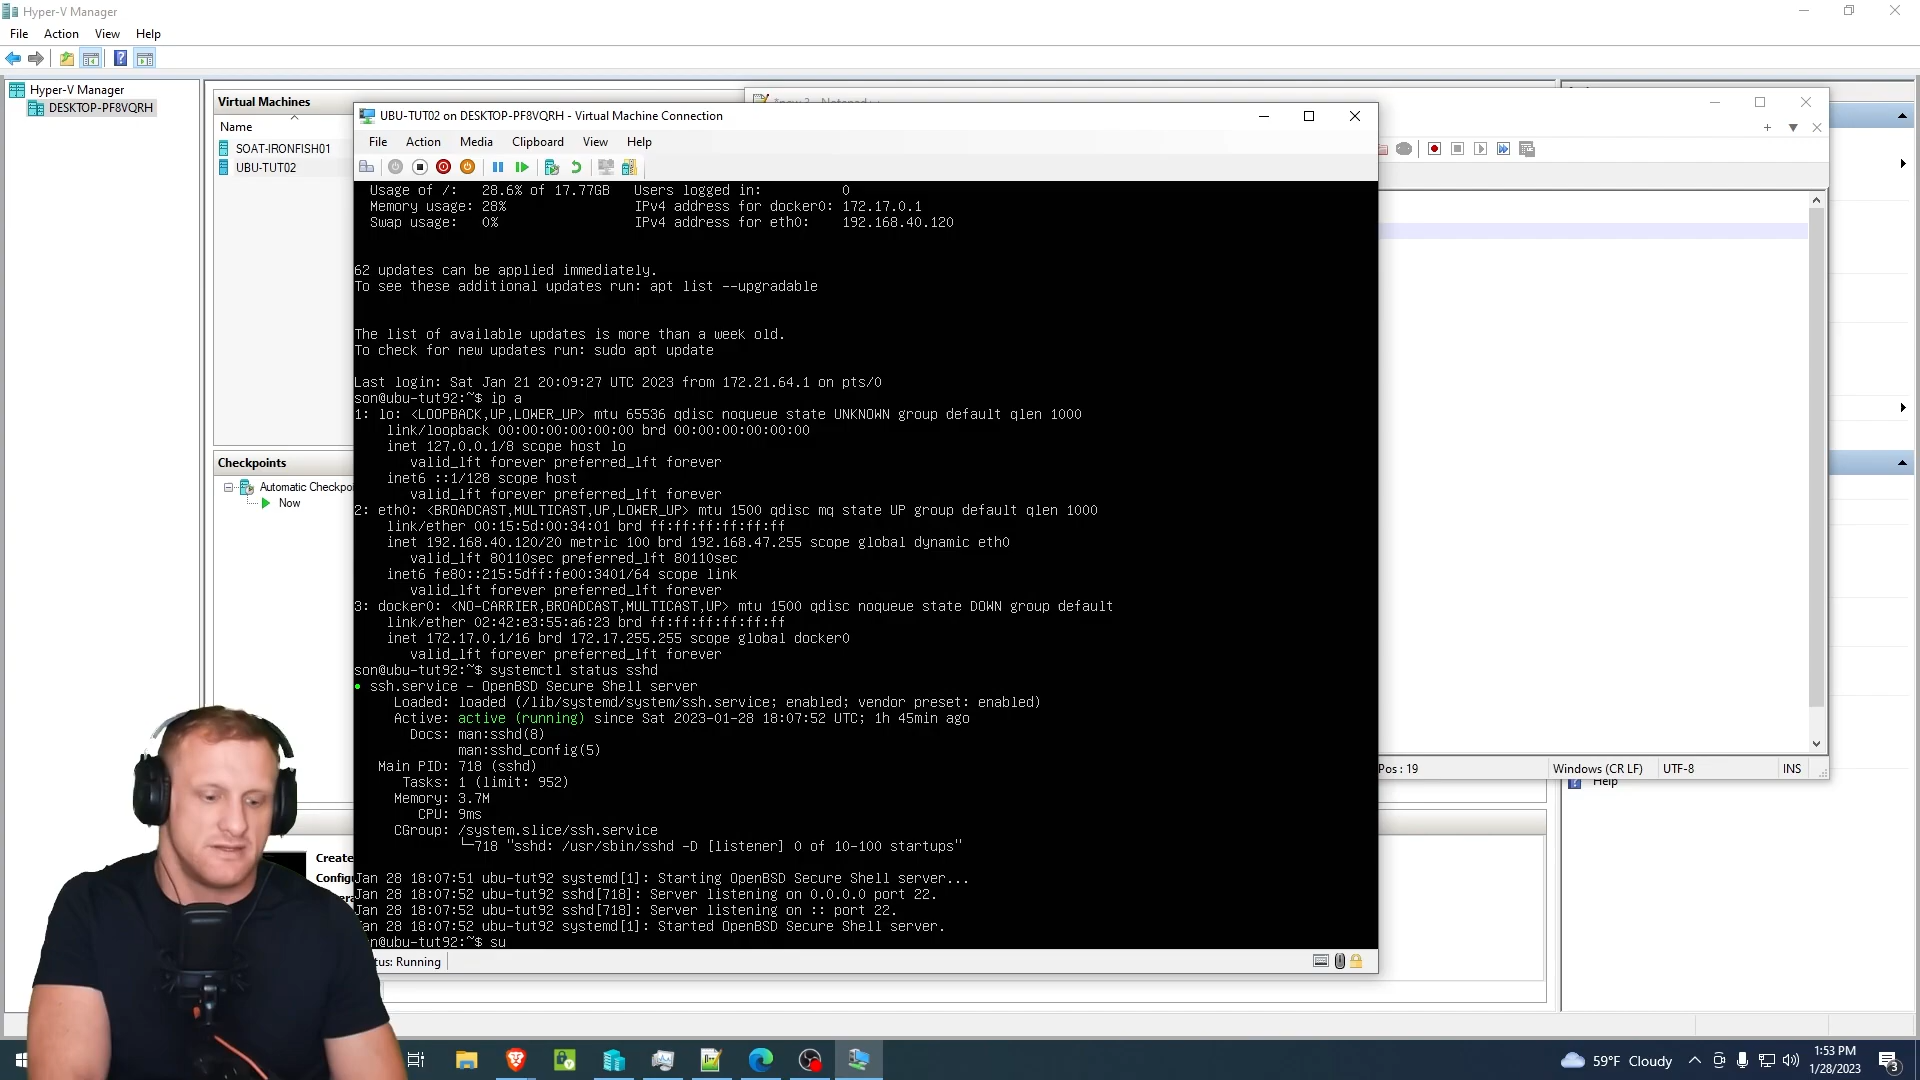 Hyper-V Manager
File Action View Help
Hyper-V Manager
DESKTOP-PF8VQRH
Virtual Machines
Name
SOAT-IRONFISH01
UBU-TUT02
Checkpoints
Automatic Checkpo
Now
UBU-TUT02 on DESKTOP-PF8VQRH - Virtual Machine Connection
File Action Media Clipboard View Help
Usage of /: 28.6% of 17.77GB Users logged in: 0
Memory usage: 28% IPv4 address for docker0: 172.17.0.1
Swap usage: 0% IPv4 address for eth0: 192.168.40.120
62 updates can be applied immediately.
To see these additional updates run: apt list --upgradable
The list of available updates is more than a week old.
To check for new updates run: sudo apt update
Last login: Sat Jan 21 20:09:27 UTC 2023 from 172.21.64.1 on pts/0
son@ubu-tut92:~$ ip a
1: lo: <LOOPBACK,UP,LOWER_UP> mtu 65536 qdisc noqueue state UNKNOWN group default qlen 1000
link/loopback 00:00:00:00:00:00 brd 00:00:00:00:00:00
inet 127.0.0.1/8 scope host lo
valid_lft forever preferred_lft forever
inet6 ::1/128 scope host
valid_lft forever preferred_lft forever
2: eth0: <BROADCAST,MULTICAST,UP,LOWER_UP> mtu 1500 qdisc mq state UP group default qlen 1000
link/ether 00:15:5d:00:34:01 brd ff:ff:ff:ff:ff:ff
inet 192.168.40.120/20 metric 100 brd 192.168.47.255 scope global dynamic eth0
valid_lft 80110sec preferred_lft 80110sec
inet6 fe80::215:5dff:fe00:3401/64 scope link
valid_lft forever preferred_lft forever
3: docker0: <NO-CARRIER,BROADCAST,MULTICAST,UP> mtu 1500 qdisc noqueue state DOWN group default
link/ether 02:42:e3:55:a6:23 brd ff:ff:ff:ff:ff:ff
inet 172.17.0.1/16 brd 172.17.255.255 scope global docker0
valid_lft forever preferred_lft forever
son@ubu-tut92:~$ systemctl status sshd
● ssh.service - OpenBSD Secure Shell server
Loaded: loaded (/lib/systemd/system/ssh.service; enabled; vendor preset: enabled)
Active: active (running) since Sat 2023-01-28 18:07:52 UTC; 1h 45min ago
Docs: man:sshd(8)
man:sshd_config(5)
Main PID: 718 (sshd)
Tasks: 1 (limit: 952)
Memory: 3.7M
CPU: 9ms
CGroup: /system.slice/ssh.service
└─718 "sshd: /usr/sbin/sshd -D [listener] 0 of 10-100 startups"
Jan 28 18:07:51 ubu-tut92 systemd[1]: Starting OpenBSD Secure Shell server...
Jan 28 18:07:52 ubu-tut92 sshd[718]: Server listening on 0.0.0.0 port 22.
Jan 28 18:07:52 ubu-tut92 sshd[718]: Server listening on :: port 22.
an 28 18:07:52 ubu-tut92 systemd[1]: Started OpenBSD Secure Shell server.
n@ubu-tut92:~$ su
tus: Running
Create
Config
Pos : 19 Windows (CR LF) UTF-8 INS
Help
59°F Cloudy
1:53 PM
1/28/2023
3